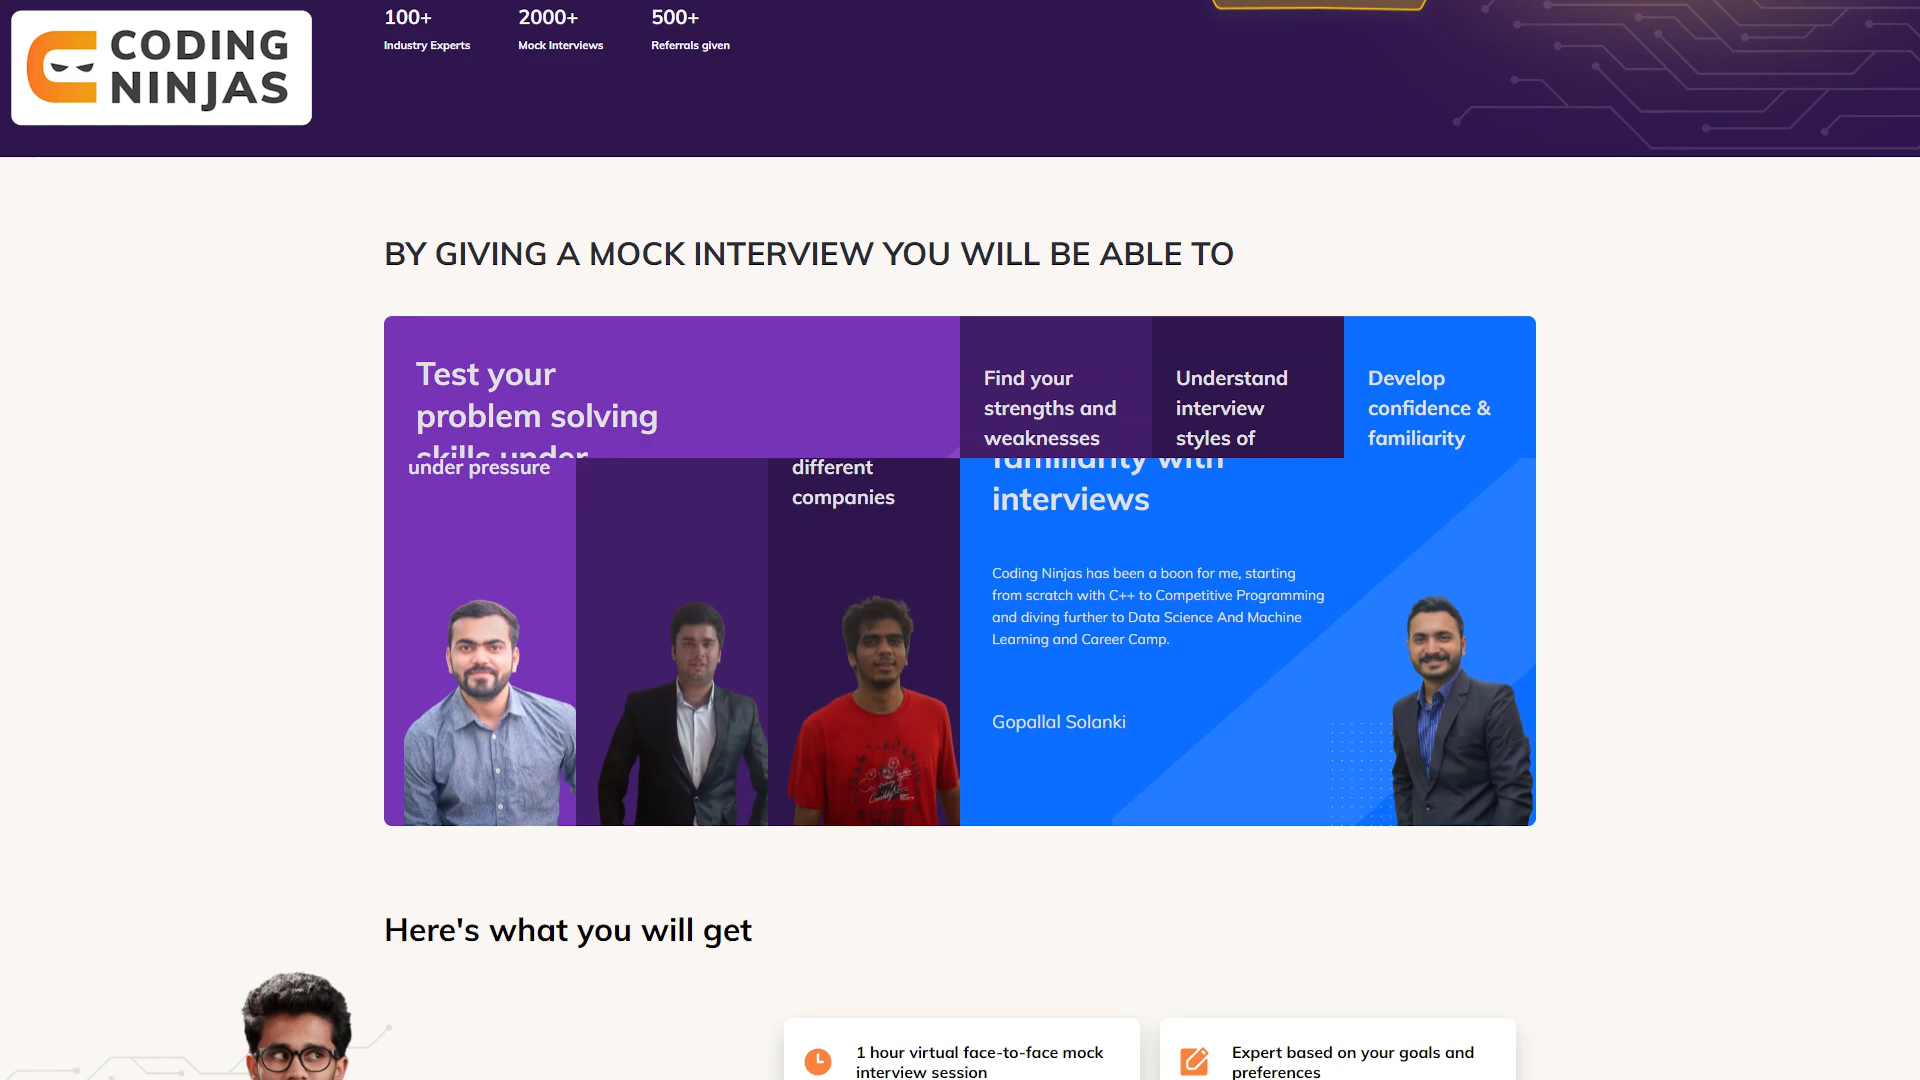 CODING
NINJAS
100+
Industry Experts
2000+
Mock Interviews
500+
Referrals given
BY GIVING A MOCK INTERVIEW YOU WILL BE ABLE TO
Test your
problem solving
skills under
under pressure
Find your
strengths and
weaknesses
Understand
interview
styles of
different
companies
Develop
confidence &
familiarity
familiarity with
interviews
Coding Ninjas has been a boon for me, starting
from scratch with C++ to Competitive Programming
and diving further to Data Science And Machine
Learning and Career Camp.
Gopallal Solanki
Here's what you will get
1 hour virtual face-to-face mock
interview session
Expert based on your goals and
preferences